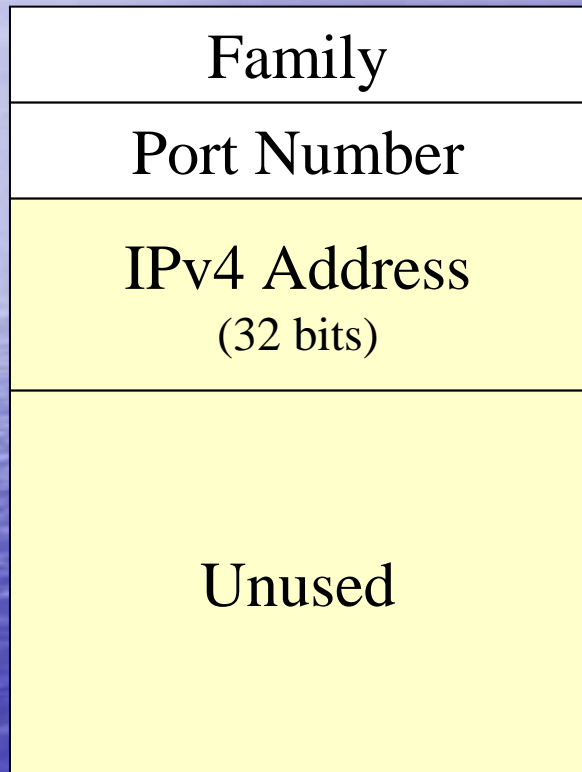 Family
Port Number
IPv4 Address
(32 bits)
Unused